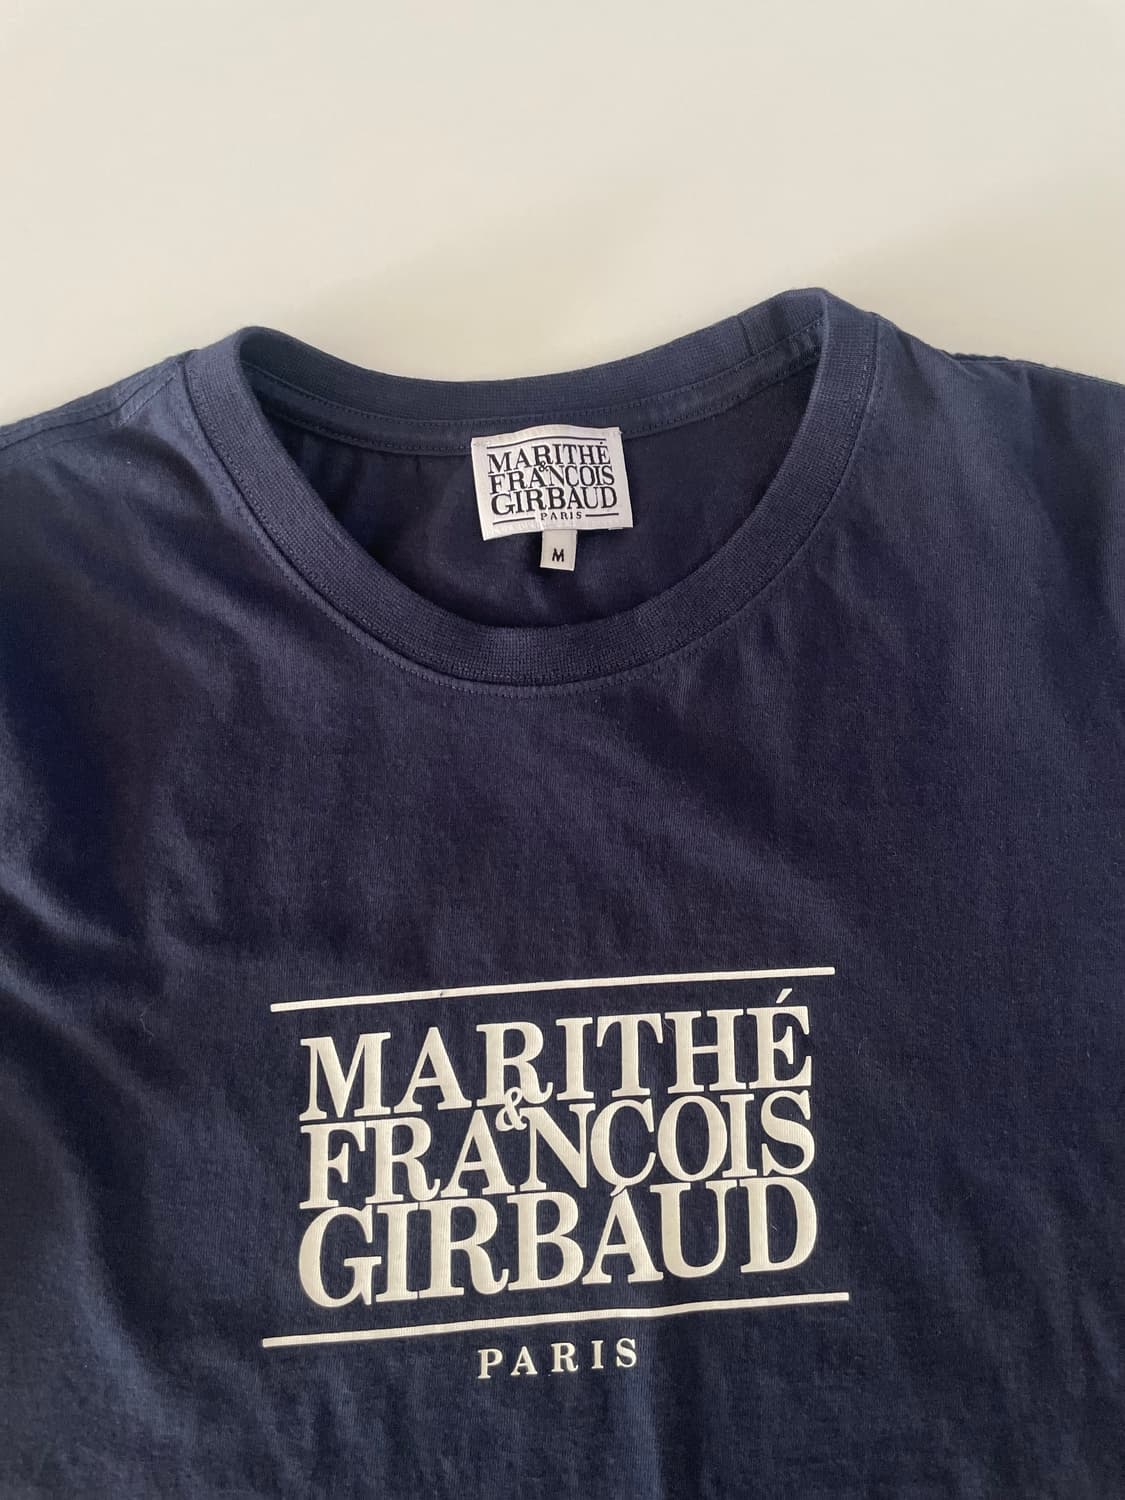 MARITHÉ
&
FRANÇOIS
GIRBAUD
PARIS
M
MARITHÉ
&
FRANÇOIS
GIRBAUD
PARIS